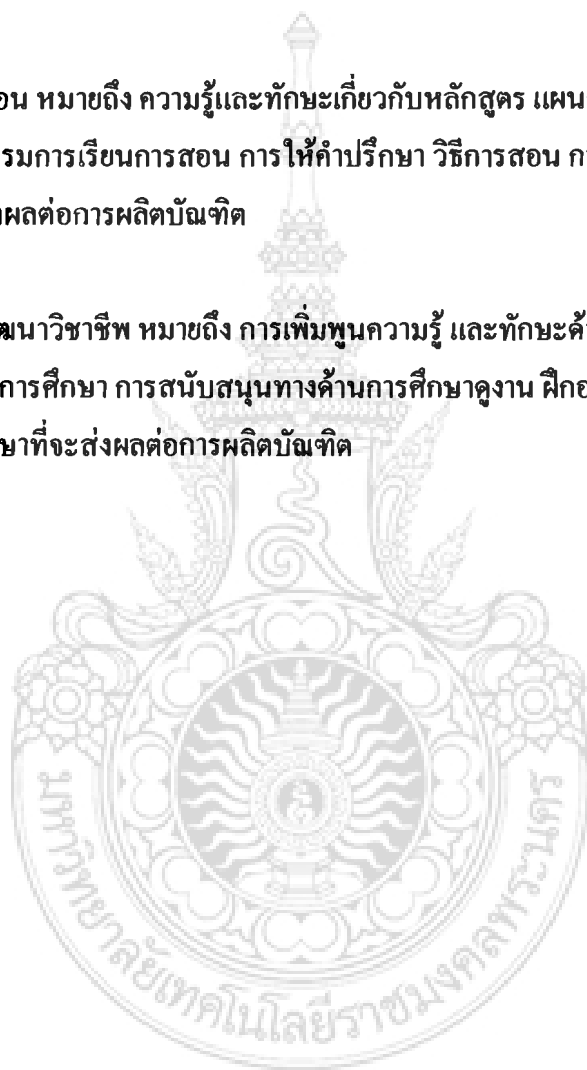 อน หมายถึง ความรู้และทักษะเกี่ยวกับหลักสูตร แผน
รมการเรียนการสอน การให้คำปรึกษา วิธีการสอน ก
ผลต่อการผลิตบัณฑิต
ฒนาวิชาชีพ หมายถึง การเพิ่มพูนความรู้ และทักษะด้
การศึกษา การสนับสนุนทางด้านการศึกษาดูงาน ฝึกอ
ษาที่จะส่งผลต่อการผลิตบัณฑิต
มหาวิทยาลัยเทคโนโลยีราชมงคลพระนคร